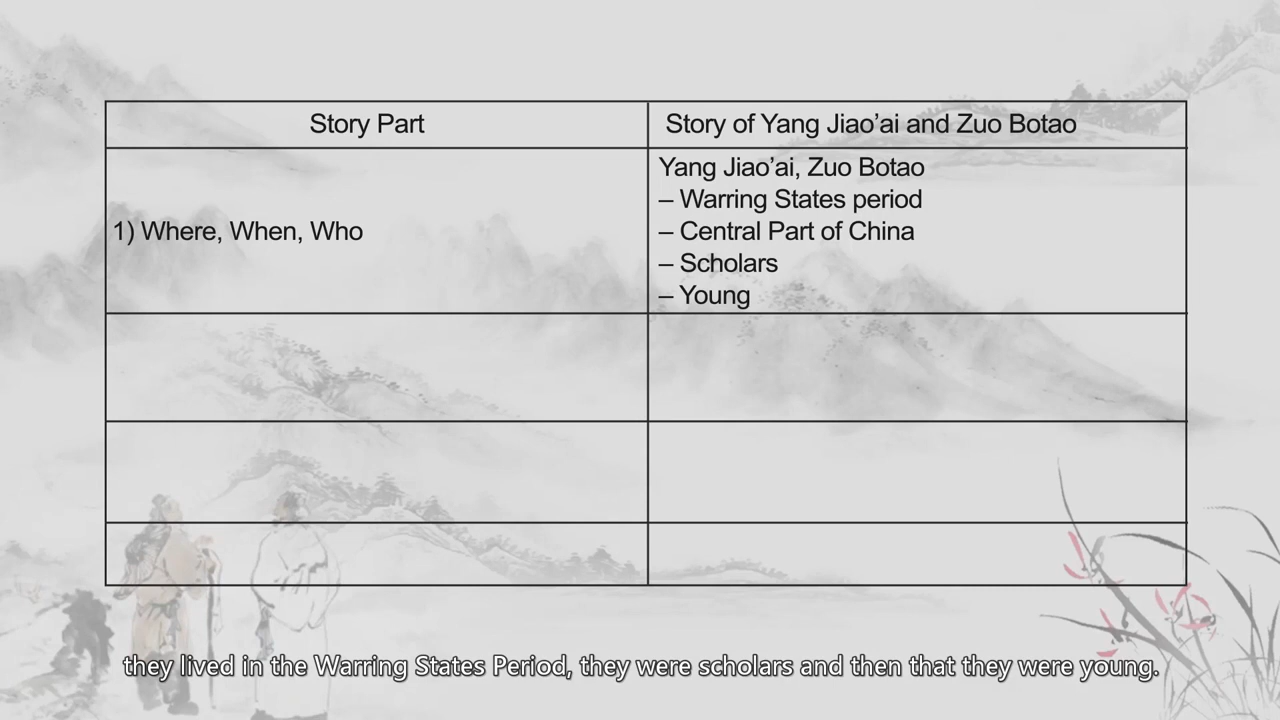 Story Part
Story of Yang Jiao’ai and Zuo Botao
1) Where, When, Who
Yang Jiao’ai, Zuo Botao
– Warring States period
– Central Part of China
– Scholars
– Young
they lived in the Warring States Period, they were scholars and then that they were young.